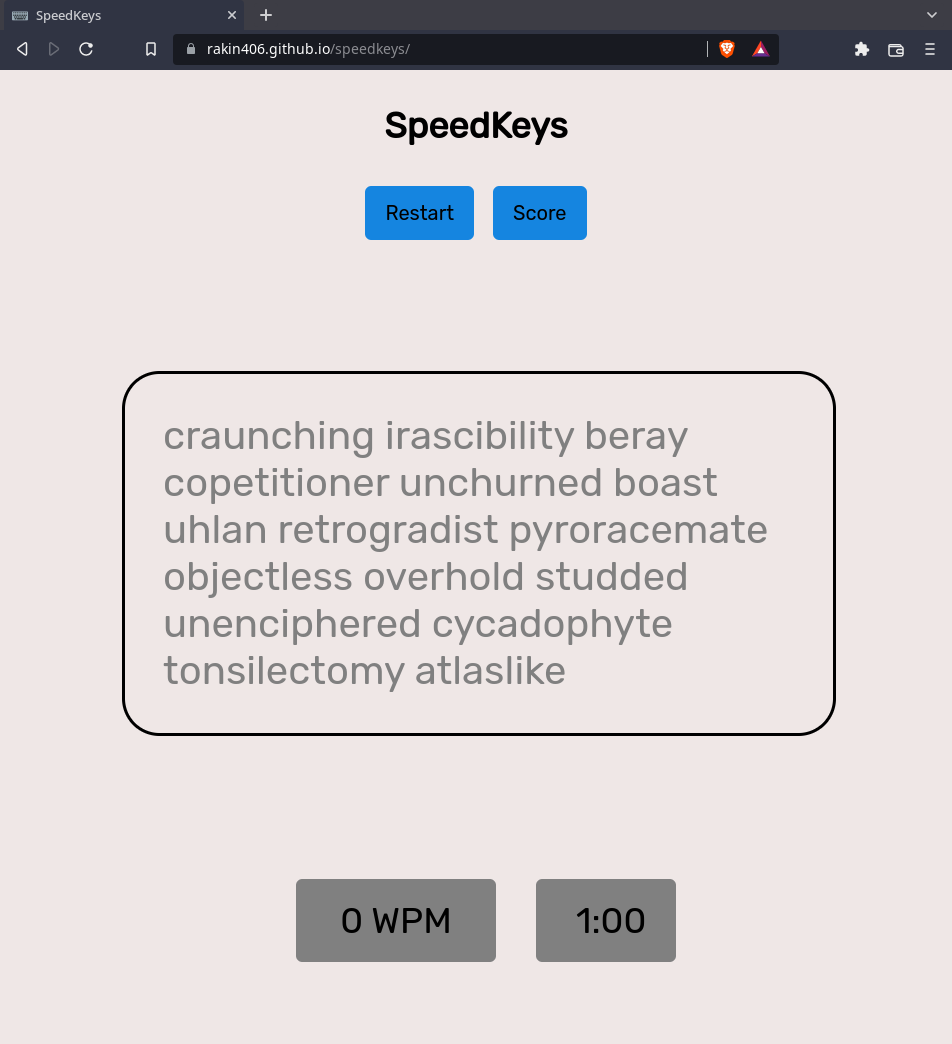 SpeedKeys
rakin406.github.io/speedkeys/
SpeedKeys
Restart Score
craunching irascibility beray
copetitioner unchurned boast
uhlan retrogradist pyroracemate
objectless overhold studded
unenciphered cycadophyte
tonsilectomy atlaslike
0 WPM 1:00